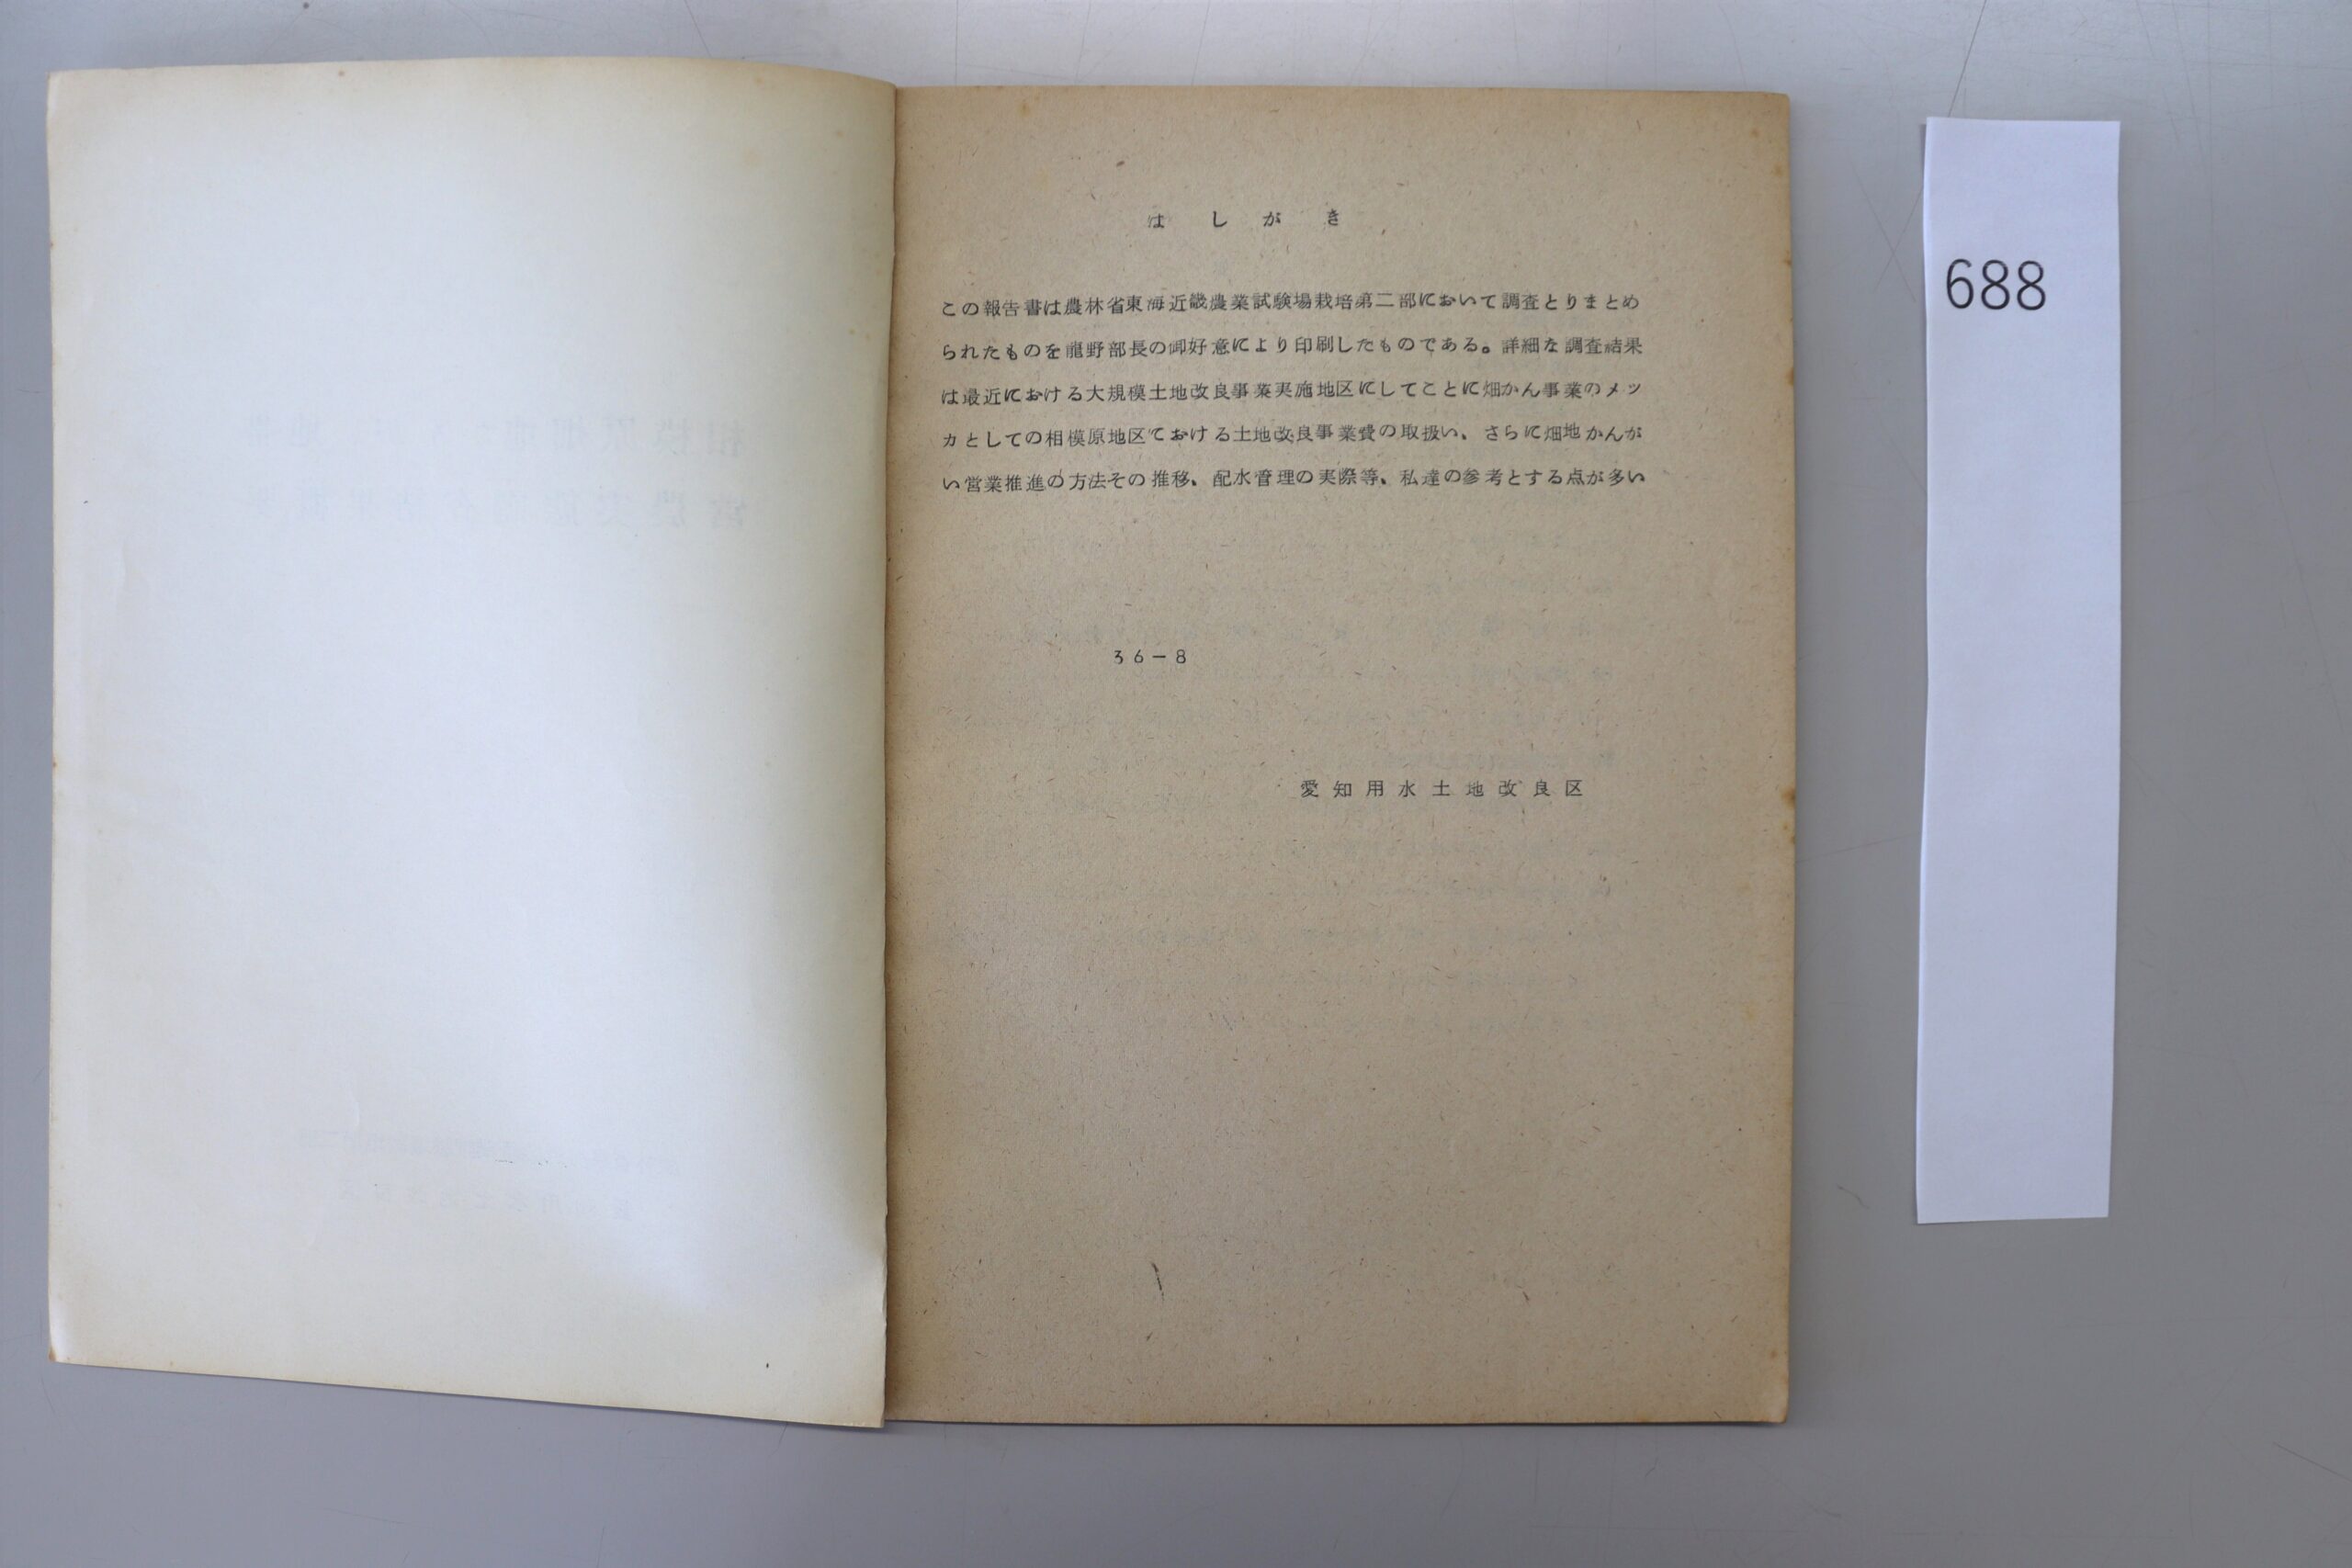 はしがき
この報告書は農林省東海近畿農業試験場栽培第二部において調査とりまとめ
られたものを龍野部長の御好意により印刷したものである。詳細な調査結果
は最近における大規模土地改良事業実施地区にしてことに畑かん事業のメッ
カとしての相模原地区ておける土地改良事業費の取扱い、さらに畑地かんが
い営業推進の方法その推移、配水管理の実際等、私達の参考とする点が多い
36-8
愛知用水土地改良区
688